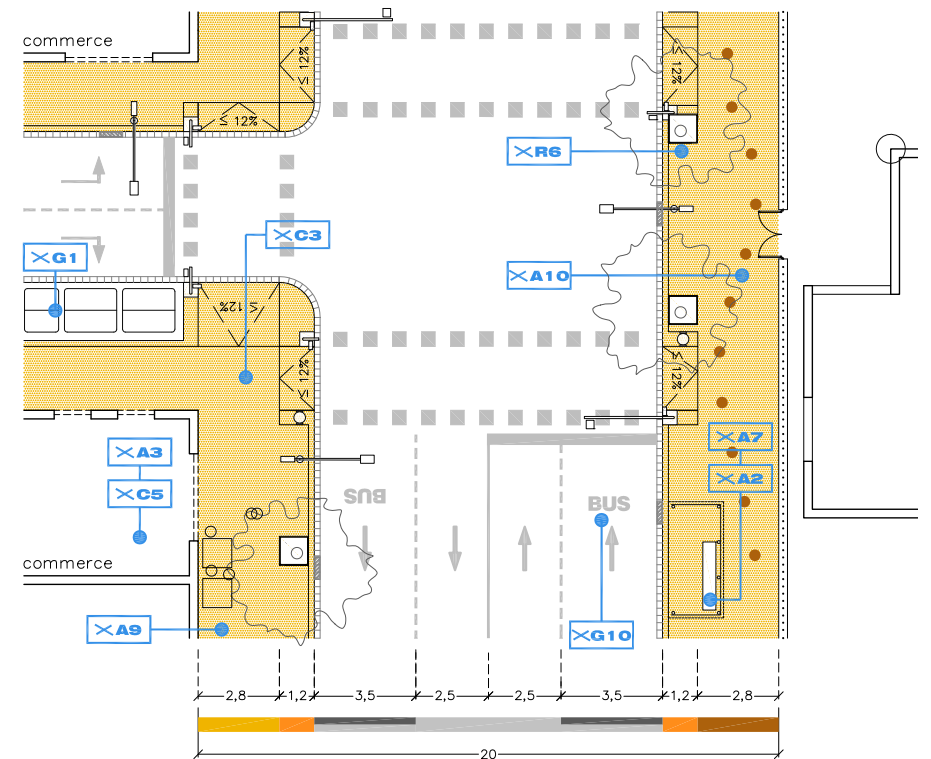 commerce
≤ 12%
≤ 12%
≤ 12%
R6
C3
G1
A10
≤ 12%
≤ 12%
≤ 12%
A7
A3
A2
C5
BUS
BUS
commerce
A9
G10
2,8
1,2
3,5
2,5
2,5
3,5
1,2
2,8
20